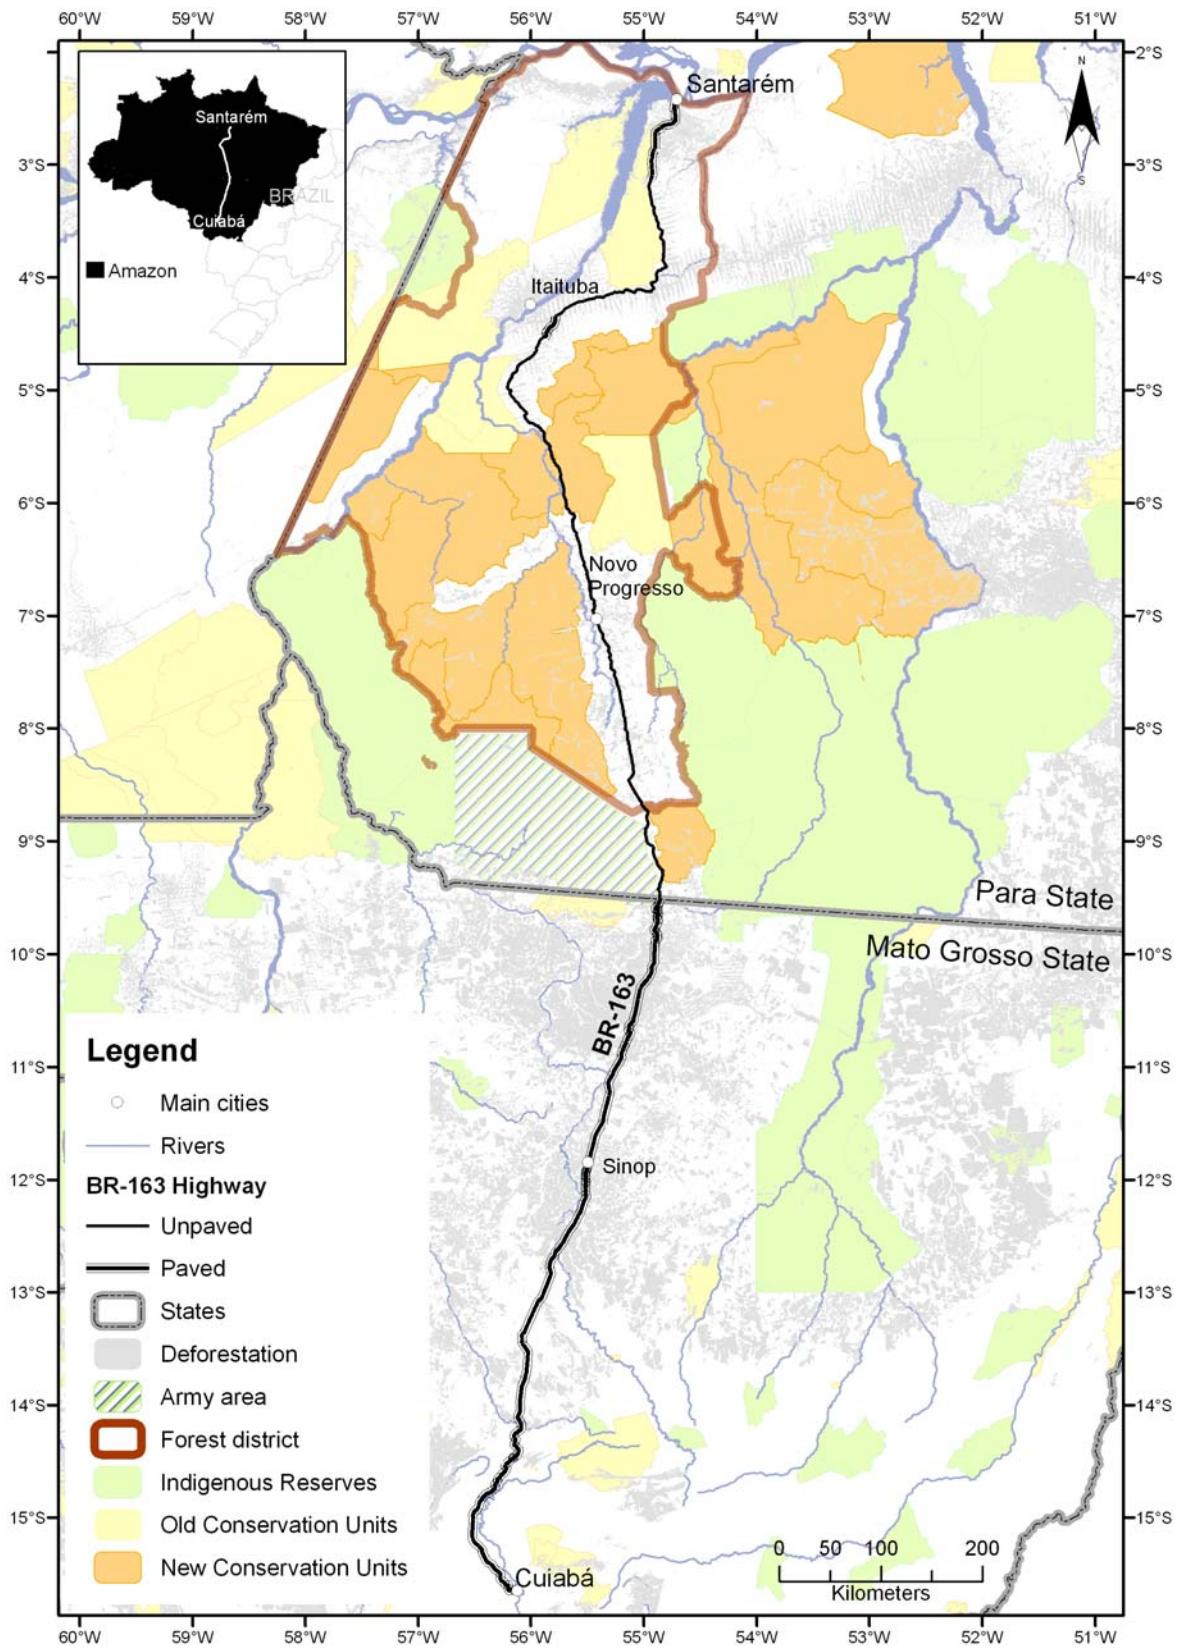 60°W 59°W 58°W 57°W 56°W 55°W 54°W 53°W 52°W 51°W
2°S
3°S 3°S
4°S 4°S
5°S 5°S
6°S 6°S
7°S 7°S
8°S 8°S
9°S 9°S
10°S 10°S
11°S 11°S
12°S 12°S
13°S 13°S
14°S 14°S
15°S 15°S
N
S
Santarém
BRAZIL
Cuiabá
Amazon
Santarém
Itaituba
Novo
Progresso
Para State
Mato Grosso State
BR-163
Sinop
Cuiabá
Legend
Main cities
Rivers
BR-163 Highway
Unpaved
Paved
States
Deforestation
Army area
Forest district
Indigenous Reserves
Old Conservation Units
New Conservation Units
0 50 100 200
Kilometers
60°W 59°W 58°W 57°W 56°W 55°W 54°W 53°W 52°W 51°W